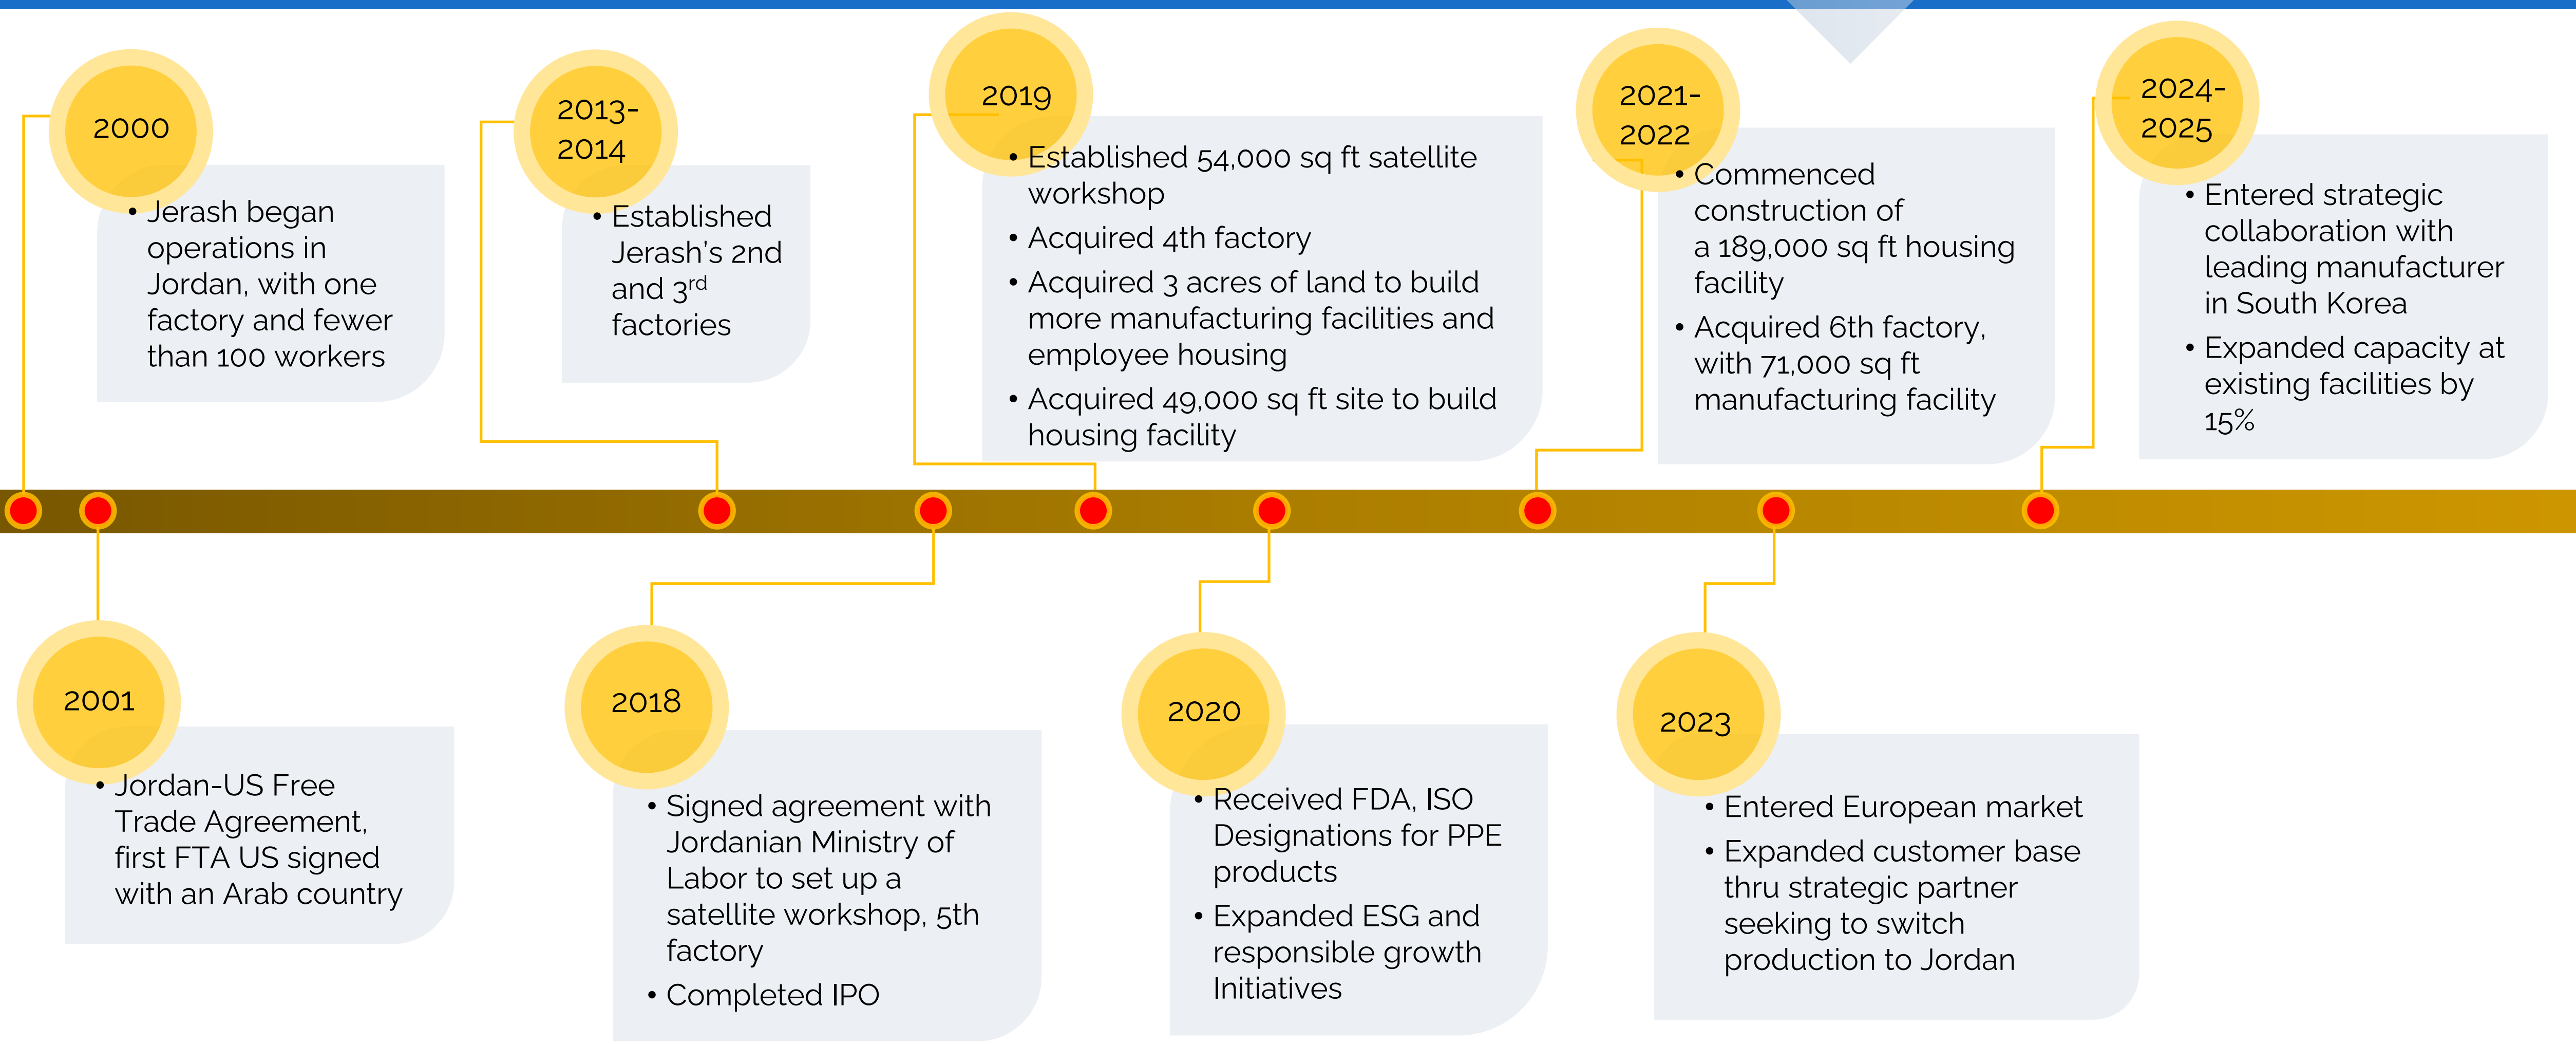 2000
• Jerash began
operations in
Jordan, with one
factory and fewer
than 100 workers
2013-
2014
• Established
Jerash’s 2nd
and 3rd
factories
2019
• Established 54,000 sq ft satellite
workshop
• Acquired 4th factory
• Acquired 3 acres of land to build
more manufacturing facilities and
employee housing
• Acquired 49,000 sq ft site to build
housing facility
2021-
2022
• Commenced
construction of
a 189,000 sq ft housing
facility
• Acquired 6th factory,
with 71,000 sq ft
manufacturing facility
2024-
2025
• Entered strategic
collaboration with
leading manufacturer
in South Korea
• Expanded capacity at
existing facilities by
15%
2001
• Jordan-US Free
Trade Agreement,
first FTA US signed
with an Arab country
2018
• Signed agreement with
Jordanian Ministry of
Labor to set up a
satellite workshop, 5th
factory
• Completed IPO
2020
• Received FDA, ISO
Designations for PPE
products
• Expanded ESG and
responsible growth
Initiatives
2023
• Entered European market
• Expanded customer base
thru strategic partner
seeking to switch
production to Jordan